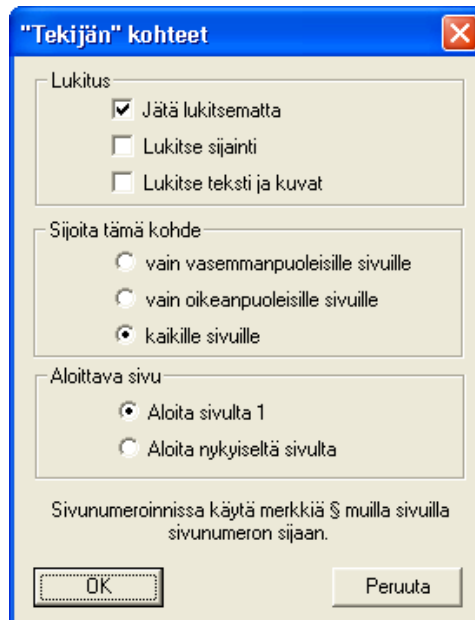 "Tekijän" kohteet
Lukitus
Jätä lukitsematta
Lukitse sijainti
Lukitse teksti ja kuvat
Sijoita tämä kohde
vain vasemmanpuoleisille sivuille
vain oikeanpuoleisille sivuille
kaikille sivuille
Aloittava sivu
Aloita sivulta 1
Aloita nykyiseltä sivulta
Sivunumeroinnissa käytä merkkiä § muilla sivuilla
sivunumeron sijaan.
OK Peruuta